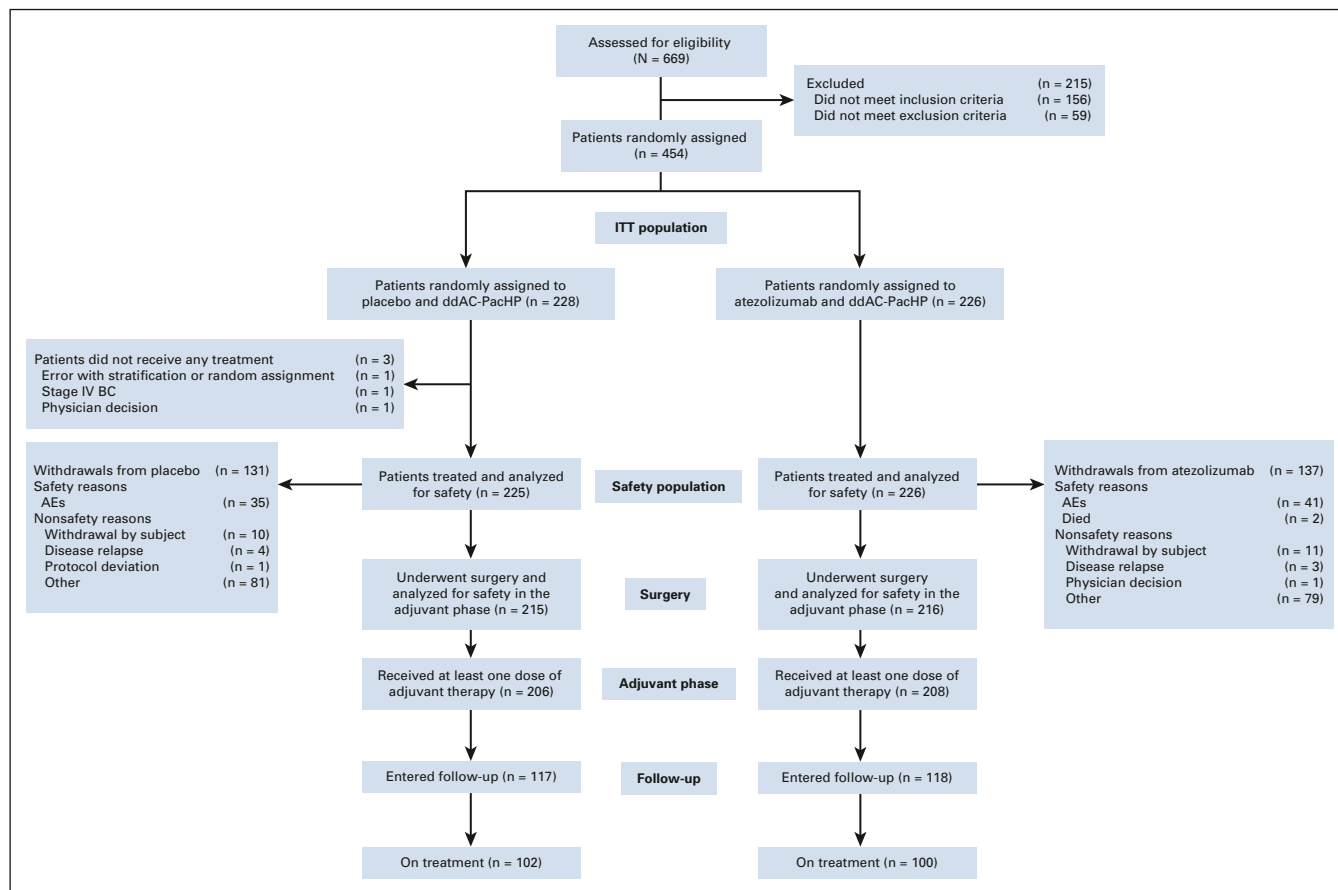 Assessed for eligibility
(N = 669)
Excluded (n = 215)
Did not meet inclusion criteria (n = 156)
Did not meet exclusion criteria (n = 59)
Patients randomly assigned
(n = 454)
ITT population
Patients randomly assigned to
placebo and ddAC-PacHP (n = 228)
Patients randomly assigned to
atezolizumab and ddAC-PacHP (n = 226)
Patients did not receive any treatment (n = 3)
Error with stratification or random assignment (n = 1)
Stage IV BC (n = 1)
Physician decision (n = 1)
Withdrawals from placebo (n = 131)
Safety reasons
AEs (n = 35)
Nonsafety reasons
Withdrawal by subject (n = 10)
Disease relapse (n = 4)
Protocol deviation (n = 1)
Other (n = 81)
Patients treated and analyzed
for safety (n = 225)
Safety population
Patients treated and analyzed
for safety (n = 226)
Withdrawals from atezolizumab (n = 137)
Safety reasons
AEs (n = 41)
Died (n = 2)
Nonsafety reasons
Withdrawal by subject (n = 11)
Disease relapse (n = 3)
Physician decision (n = 1)
Other (n = 79)
Underwent surgery and
analyzed for safety in the
adjuvant phase (n = 215)
Surgery
Underwent surgery
and analyzed for safety in the
adjuvant phase (n = 216)
Received at least one dose of
adjuvant therapy (n = 206)
Adjuvant phase
Received at least one dose of
adjuvant therapy (n = 208)
Entered follow-up (n = 117)
Follow-up
Entered follow-up (n = 118)
On treatment (n = 102)
On treatment (n = 100)